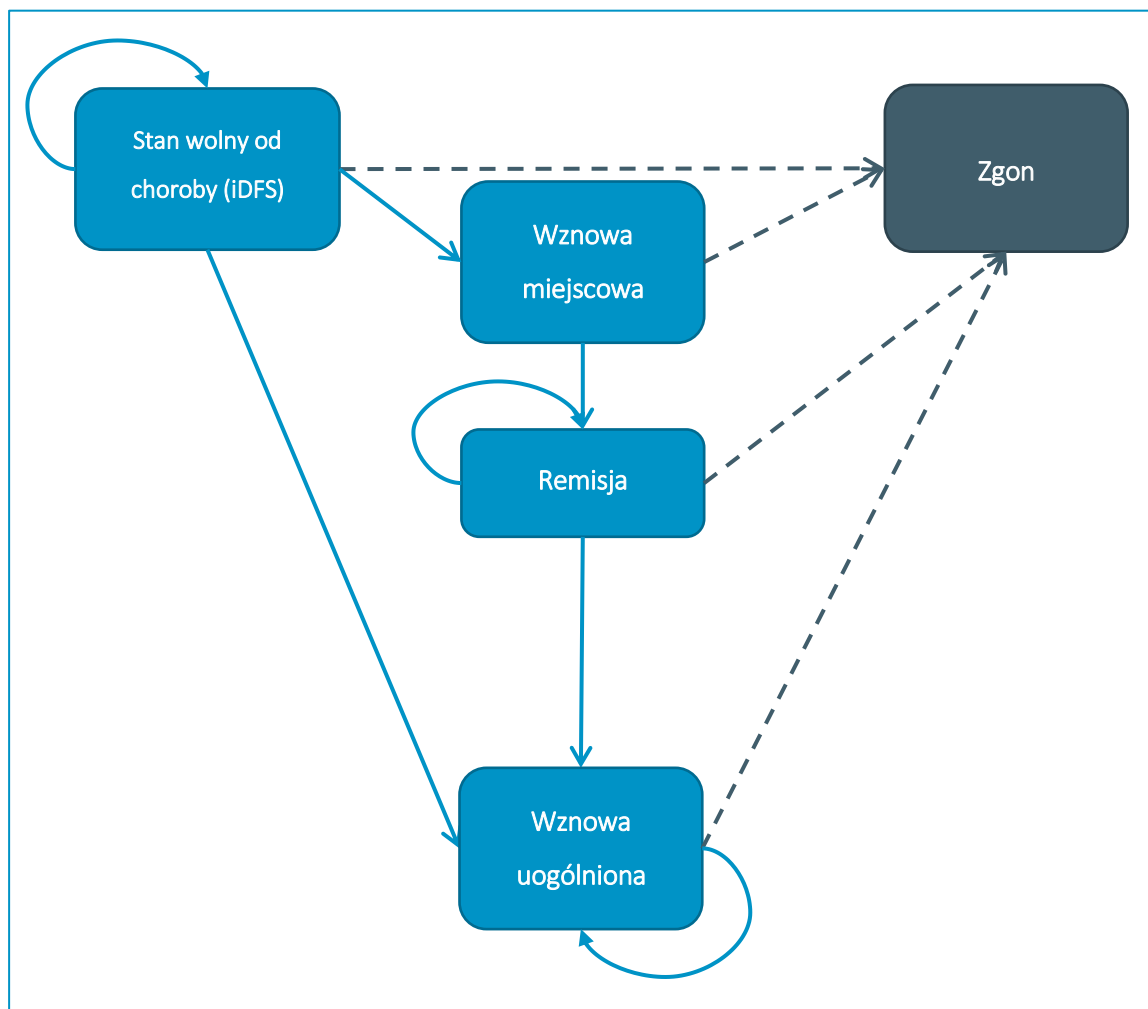 Stan wolny od
choroby (iDFS)
Zgon
Wznowa
miejscowa
Remisja
Wznowa
uogólniona